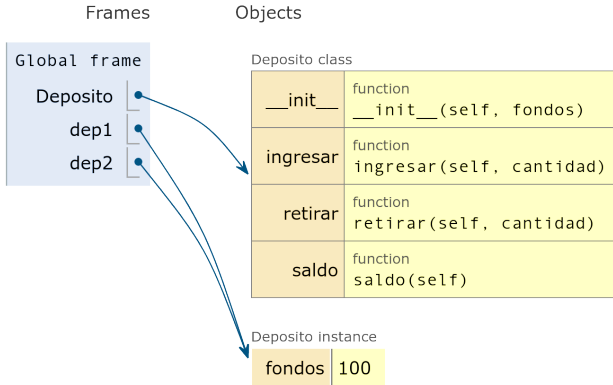 Frames Objects
Global frame
Deposito
dep1
dep2
Deposito class
__init__ function
__init__(self, fondos)
ingresar function
ingresar(self, cantidad)
retirar function
retirar(self, cantidad)
saldo function
saldo(self)
Deposito instance
fondos 100